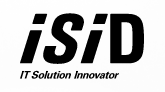 iSiD
IT Solution Innovator